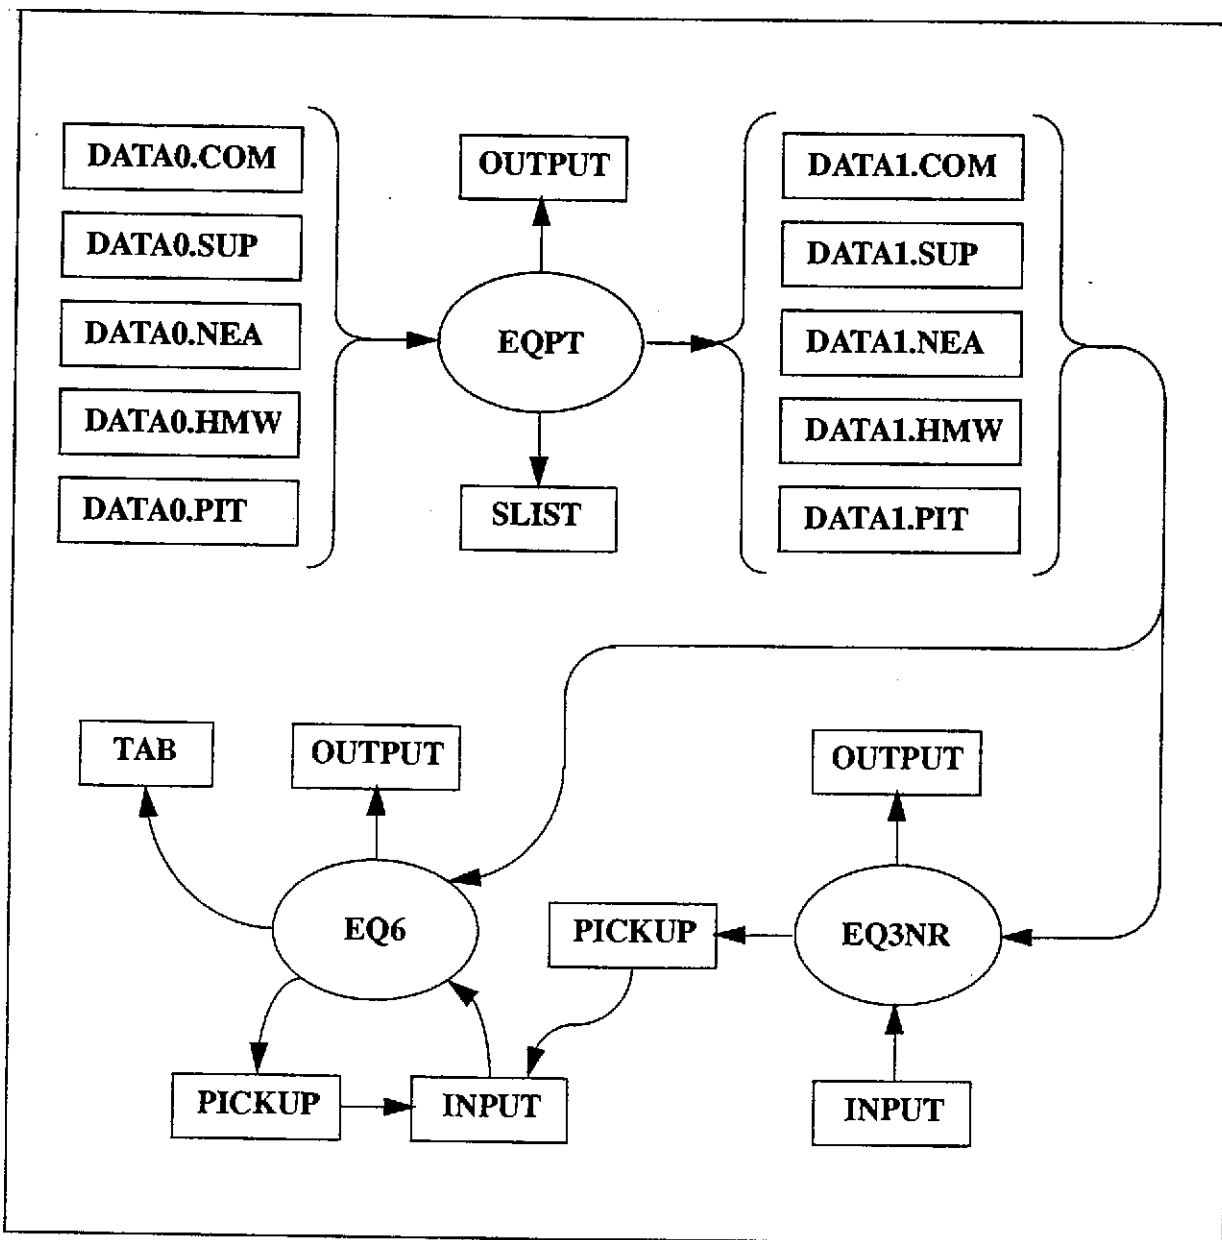 DATA0.COM
DATA0.SUP
DATA0.NEA
DATA0.HMW
DATA0.PIT
OUTPUT
EQPT
SLIST
DATA1.COM
DATA1.SUP
DATA1.NEA
DATA1.HMW
DATA1.PIT
TAB
OUTPUT
EQ6
PICKUP
INPUT
PICKUP
OUTPUT
EQ3NR
INPUT